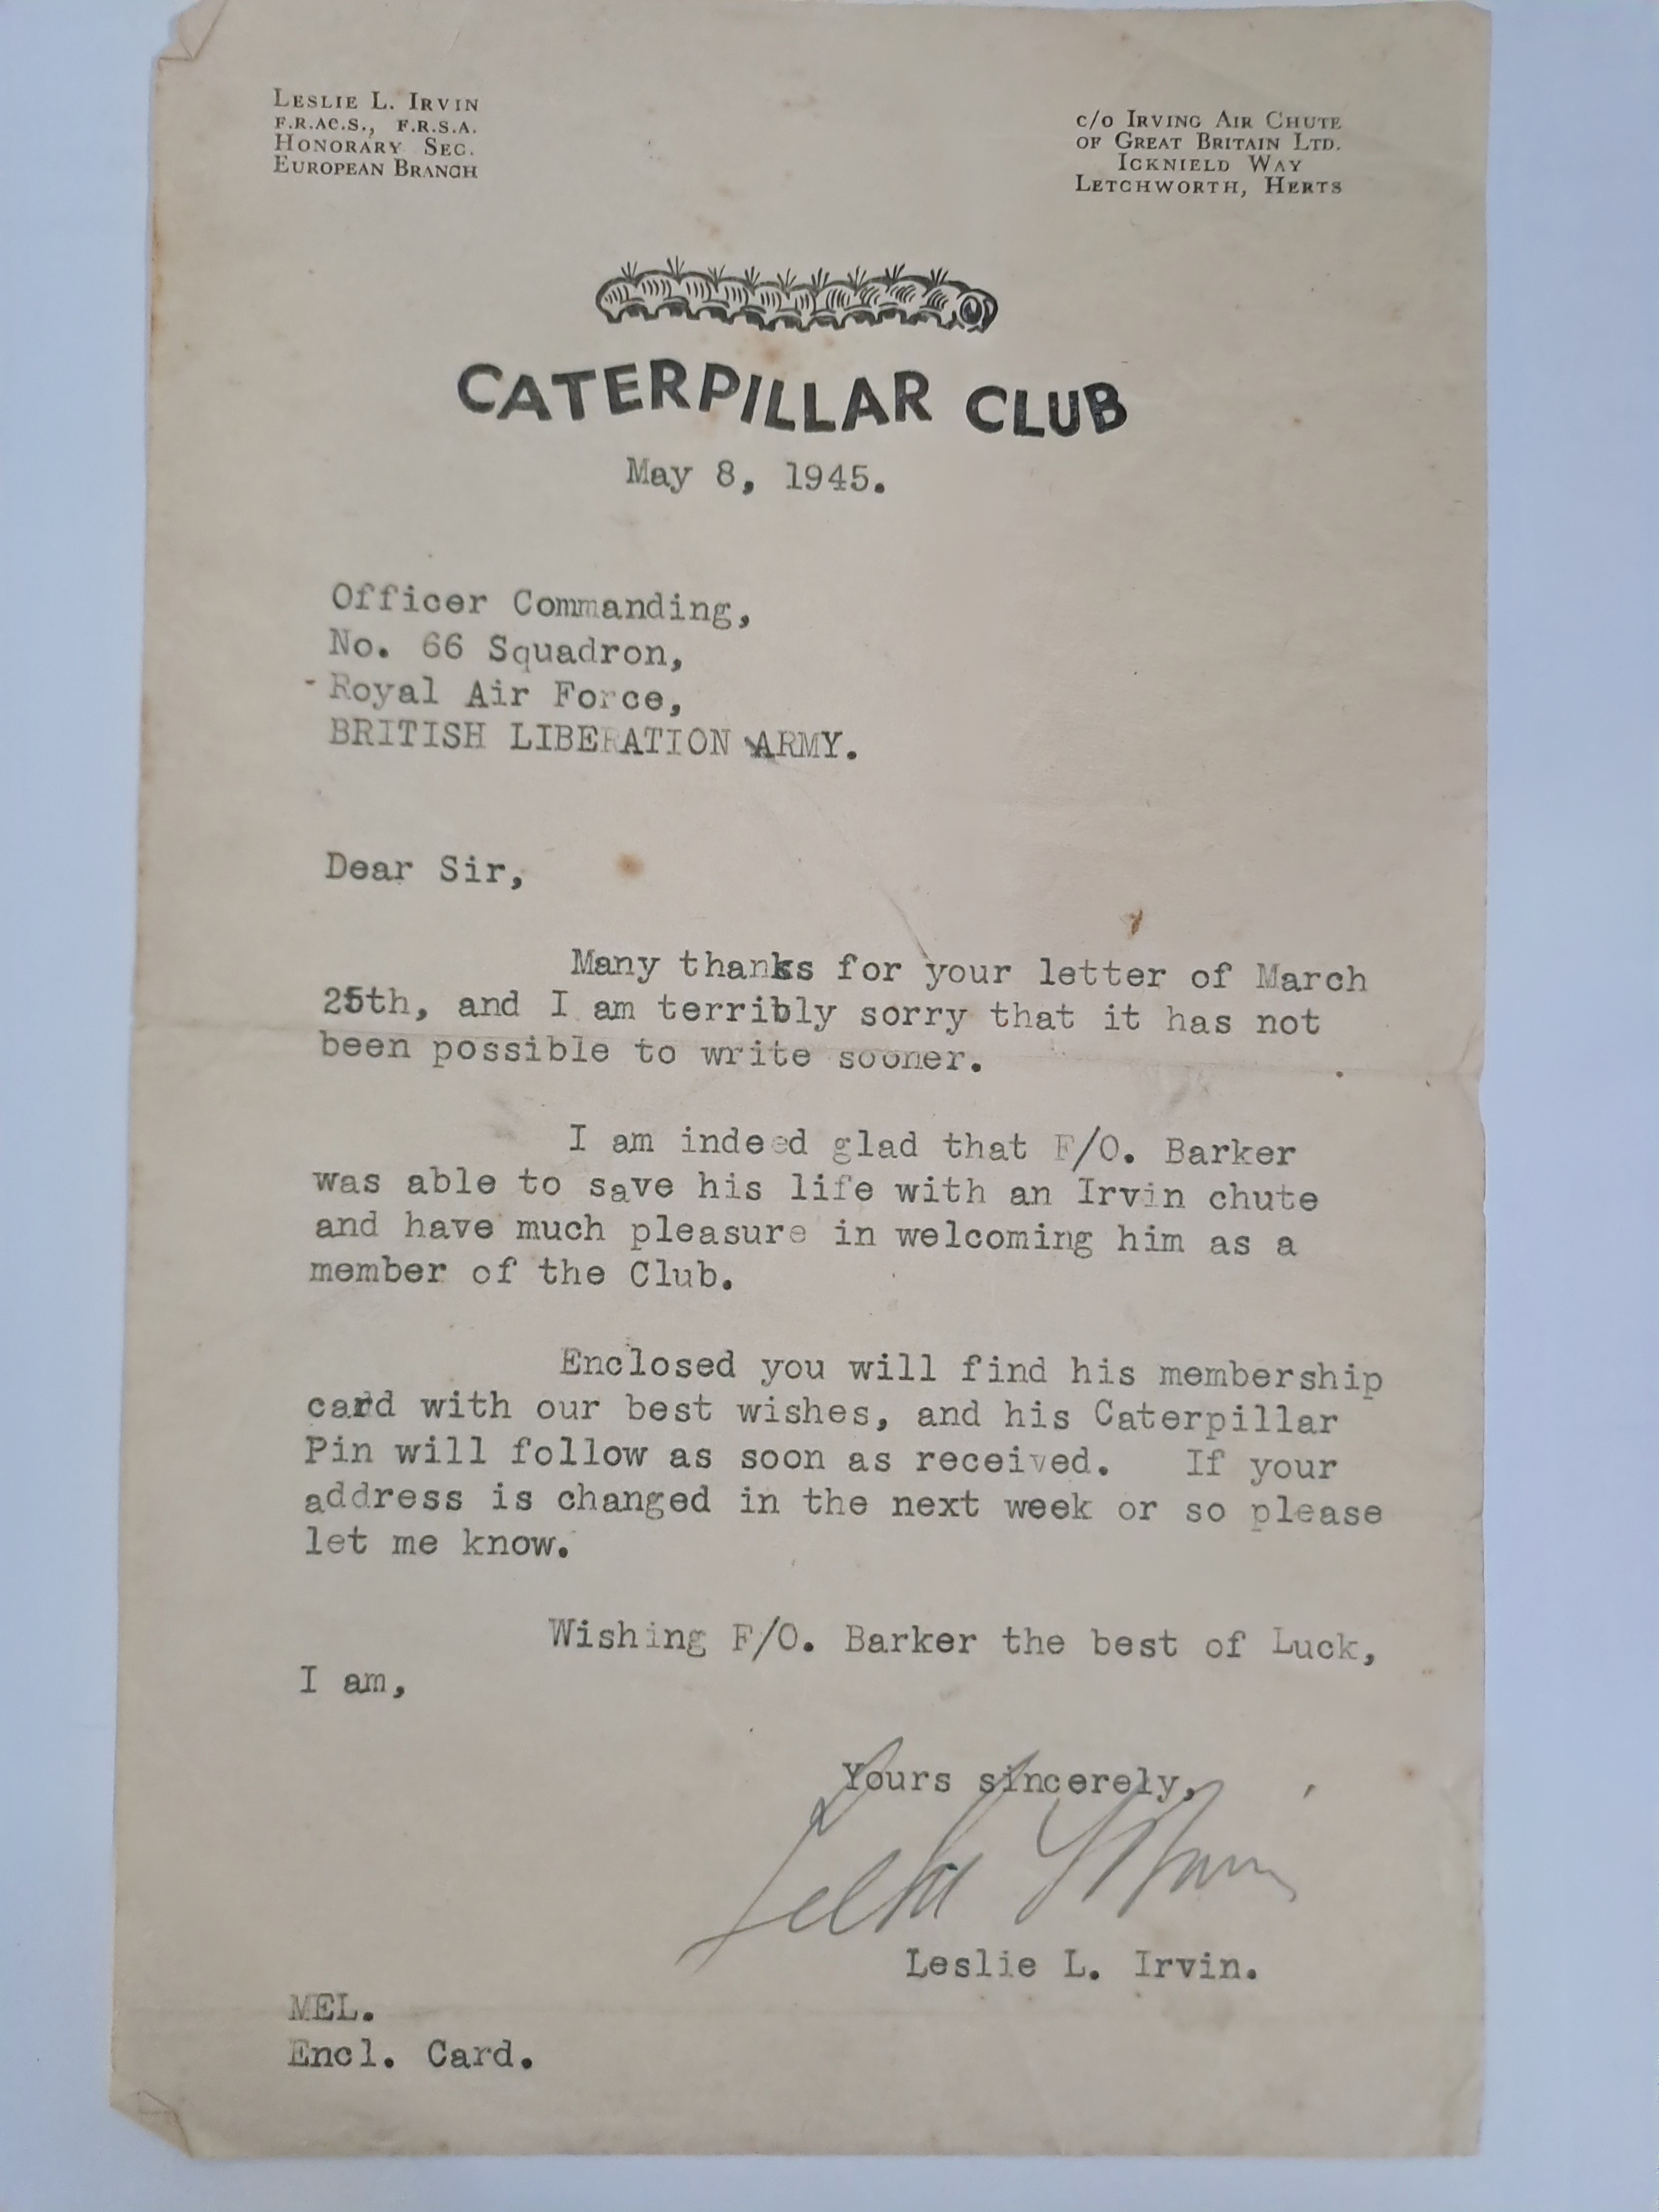 LESLIE L. IRVIN
F.R.AC.S., F.R.S.A.
HONORARY SEC.
EUROPEAN BRANCH
c/o IRVING AIR CHUTE
OF GREAT BRITAIN LTD.
ICKNIELD WAY
LETCHWORTH, HERTS
CATERPILLAR CLUB
May 8, 1945.
Officer Commanding,
No. 66 Squadron,
Royal Air Force,
BRITISH LIBERATION ARMY.
Dear Sir,
Many thanks for your letter of March
25th, and I am terribly sorry that it has not
been possible to write sooner.
I am indeed glad that F/O. Barker
was able to save his life with an Irvin chute
and have much pleasure in welcoming him as a
member of the Club.
Enclosed you will find his membership
card with our best wishes, and his Caterpillar
Pin will follow as soon as received. If your
address is changed in the next week or so please
let me know.
Wishing F/O. Barker the best of Luck,
I am,
Yours sincerely,
Leslie L Irvin
Leslie L. Irvin.
MEL.
Encl. Card.